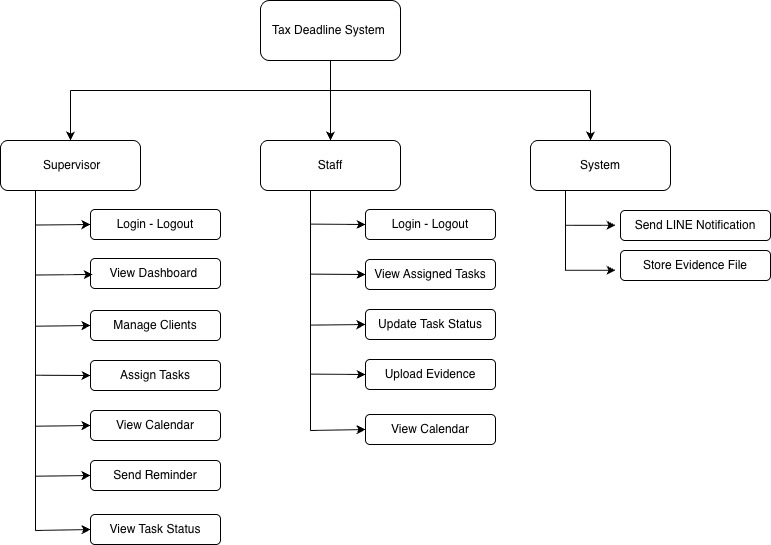 Tax Deadline System
Supervisor
Staff
System
Login - Logout
View Dashboard
Manage Clients
Assign Tasks
View Calendar
Send Reminder
View Task Status
Login - Logout
View Assigned Tasks
Update Task Status
Upload Evidence
View Calendar
Send LINE Notification
Store Evidence File